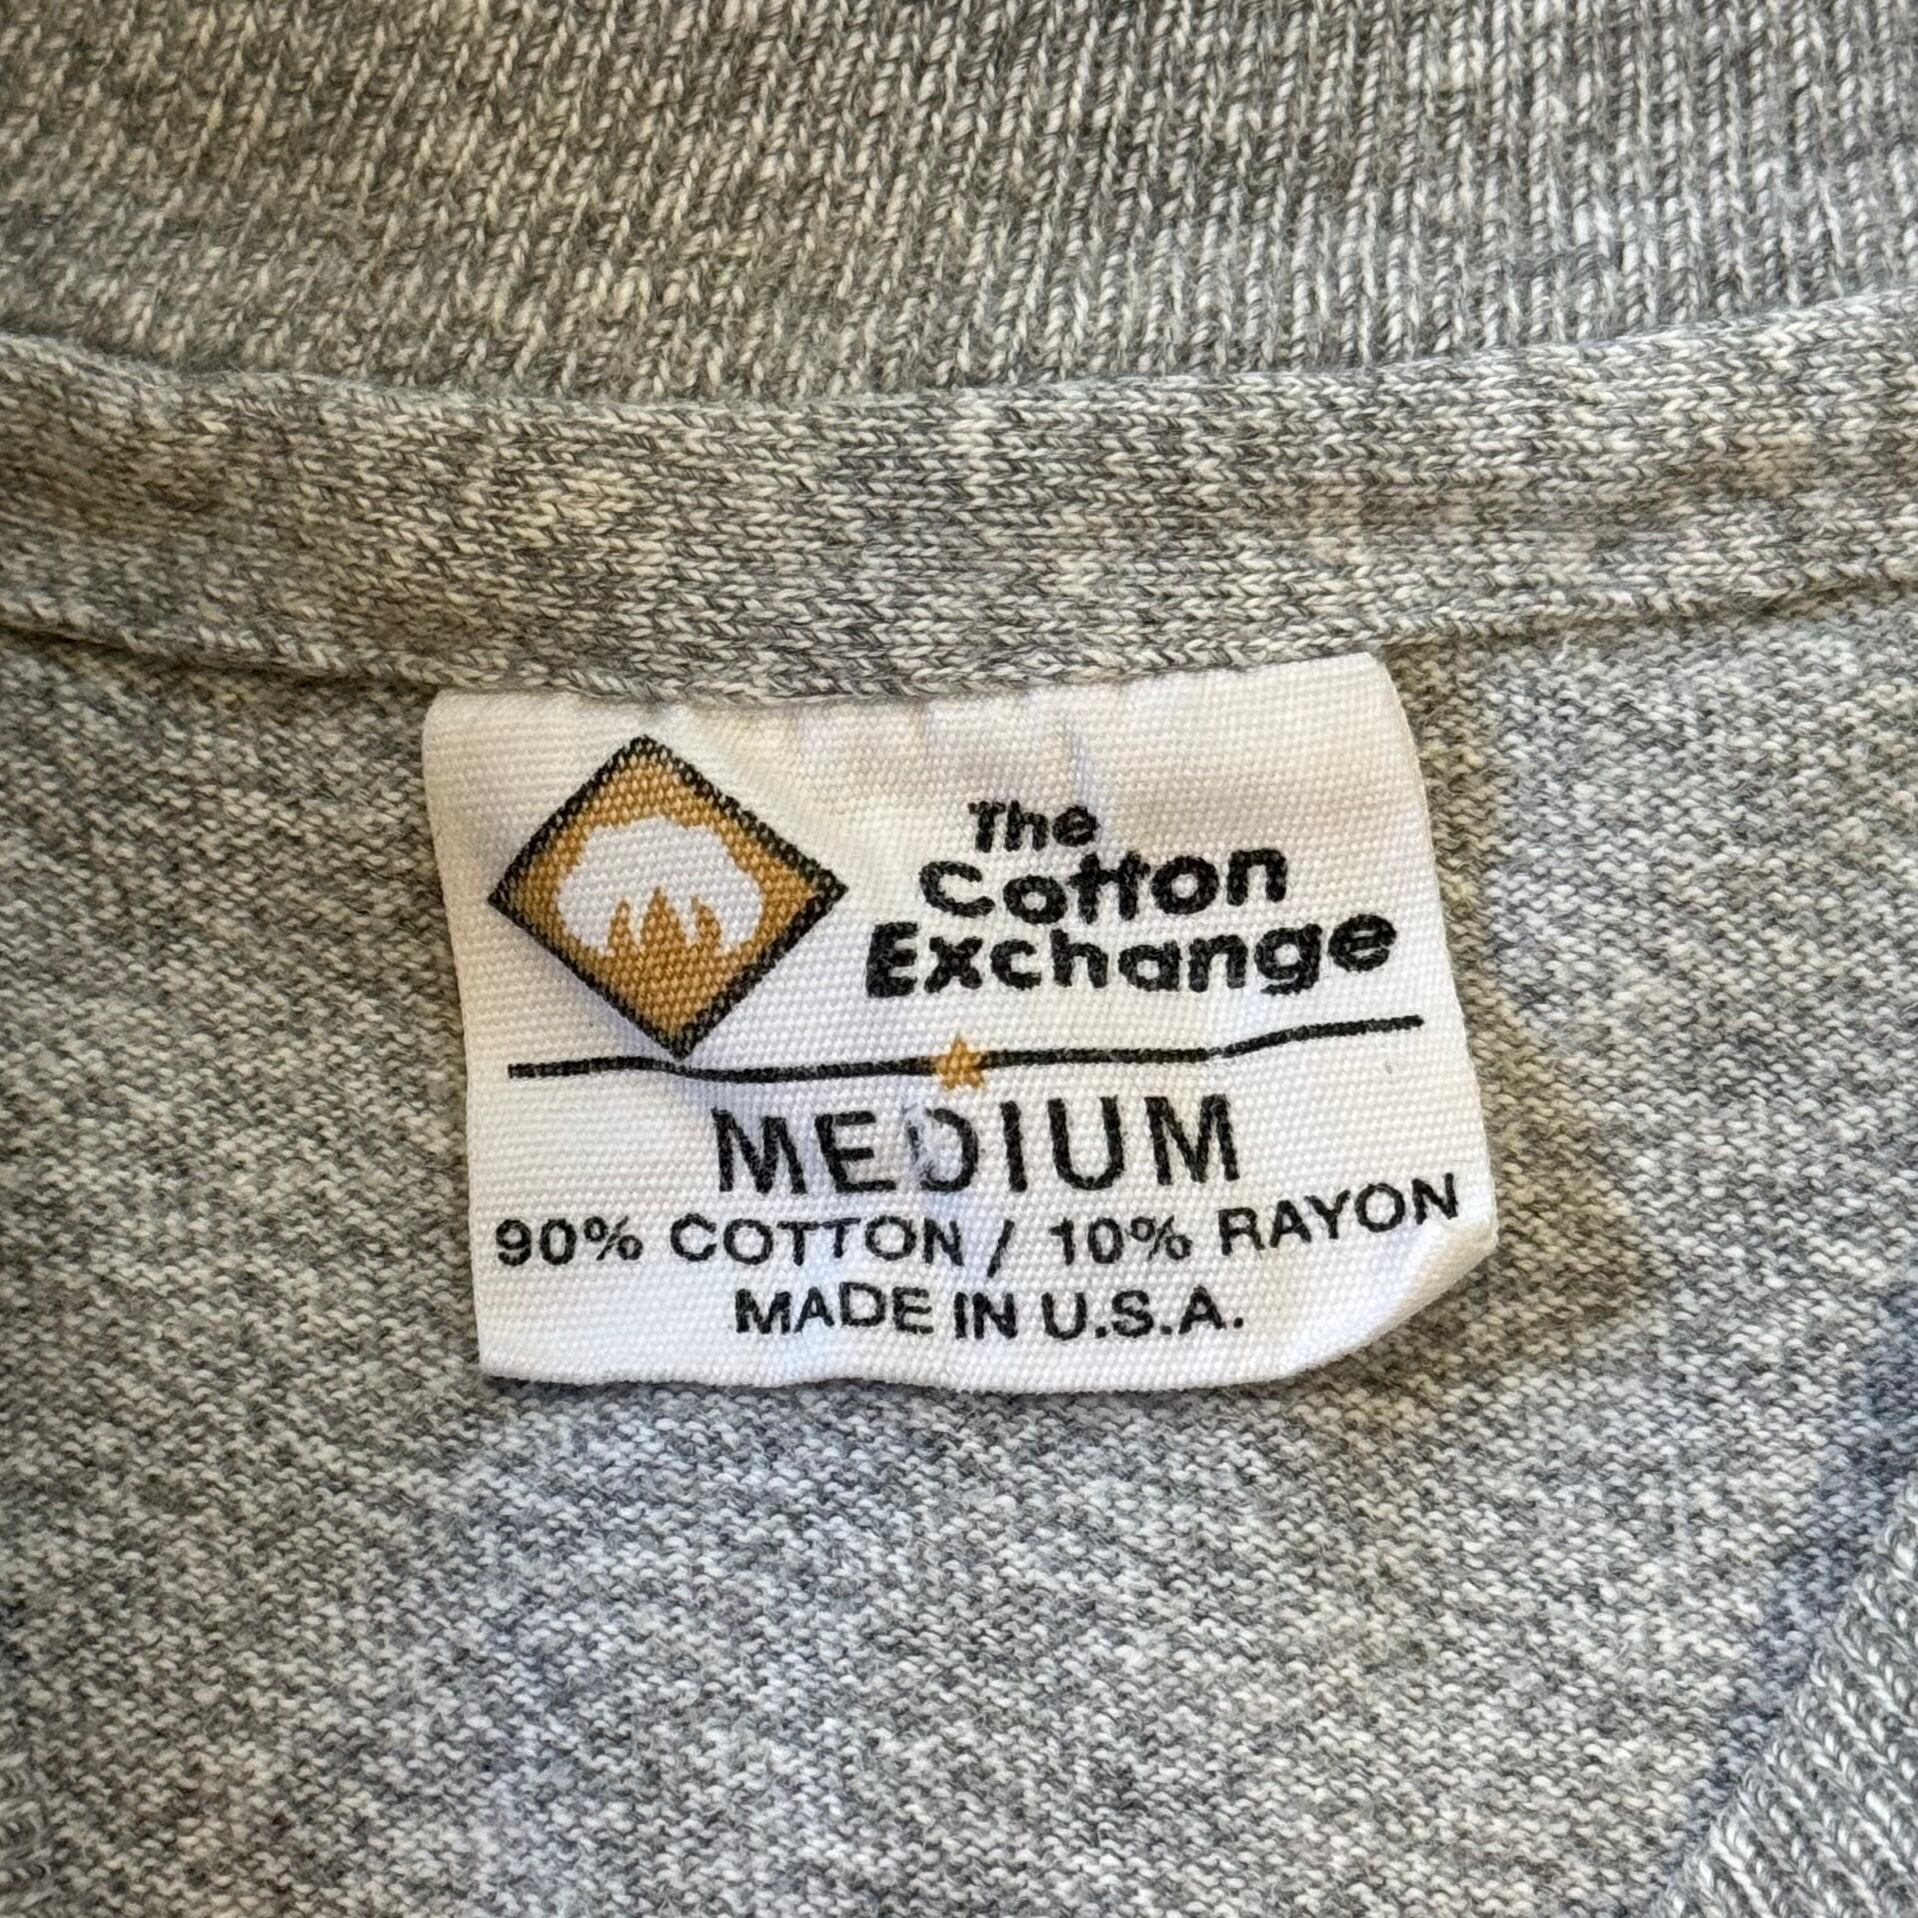 The
Cotton
Exchange
MEDIUM
90% COTTON / 10% RAYON
MADE IN U.S.A.